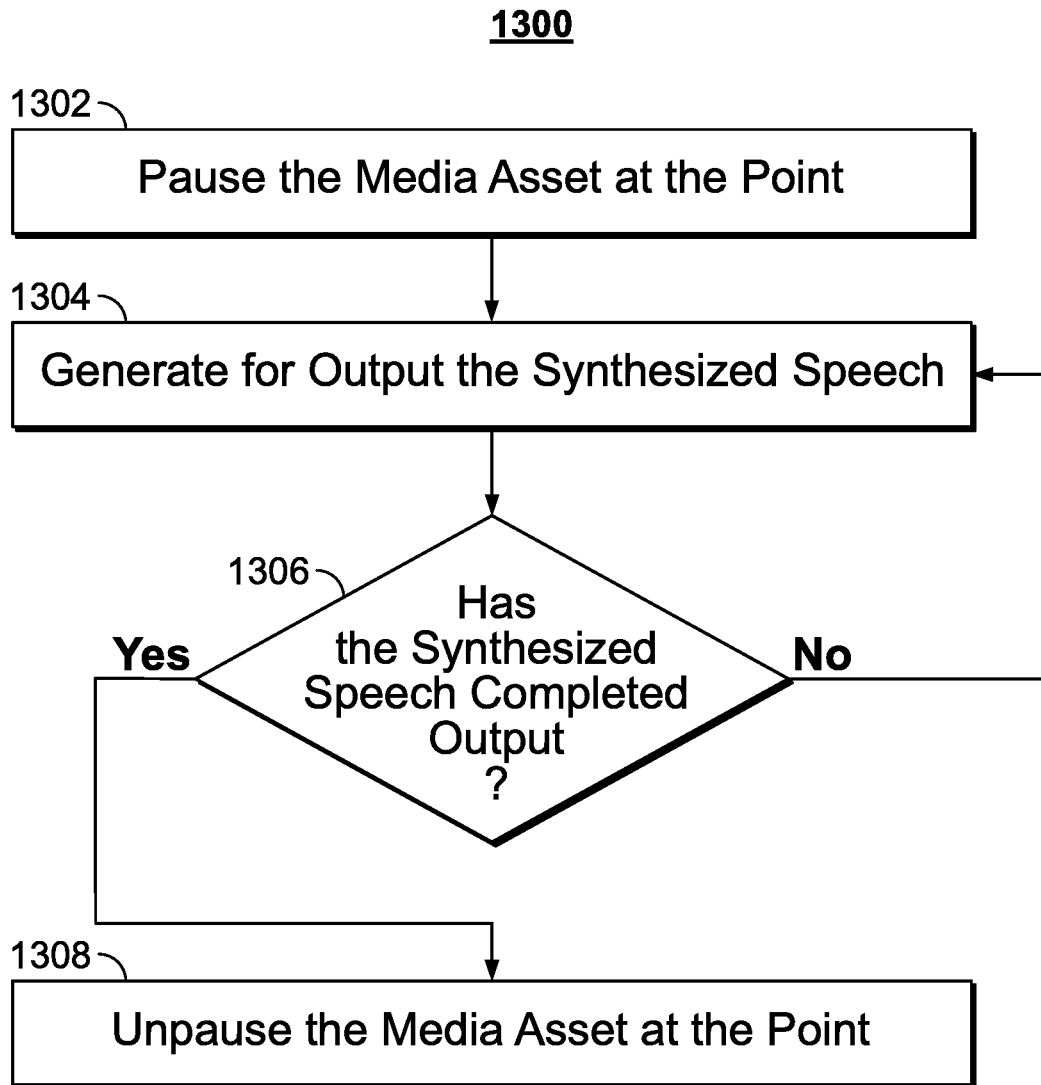 1300
1302
Pause the Media Asset at the Point
1304
Generate for Output the Synthesized Speech
1306
Has
the Synthesized
Speech Completed
Output
?
Yes
No
1308
Unpause the Media Asset at the Point